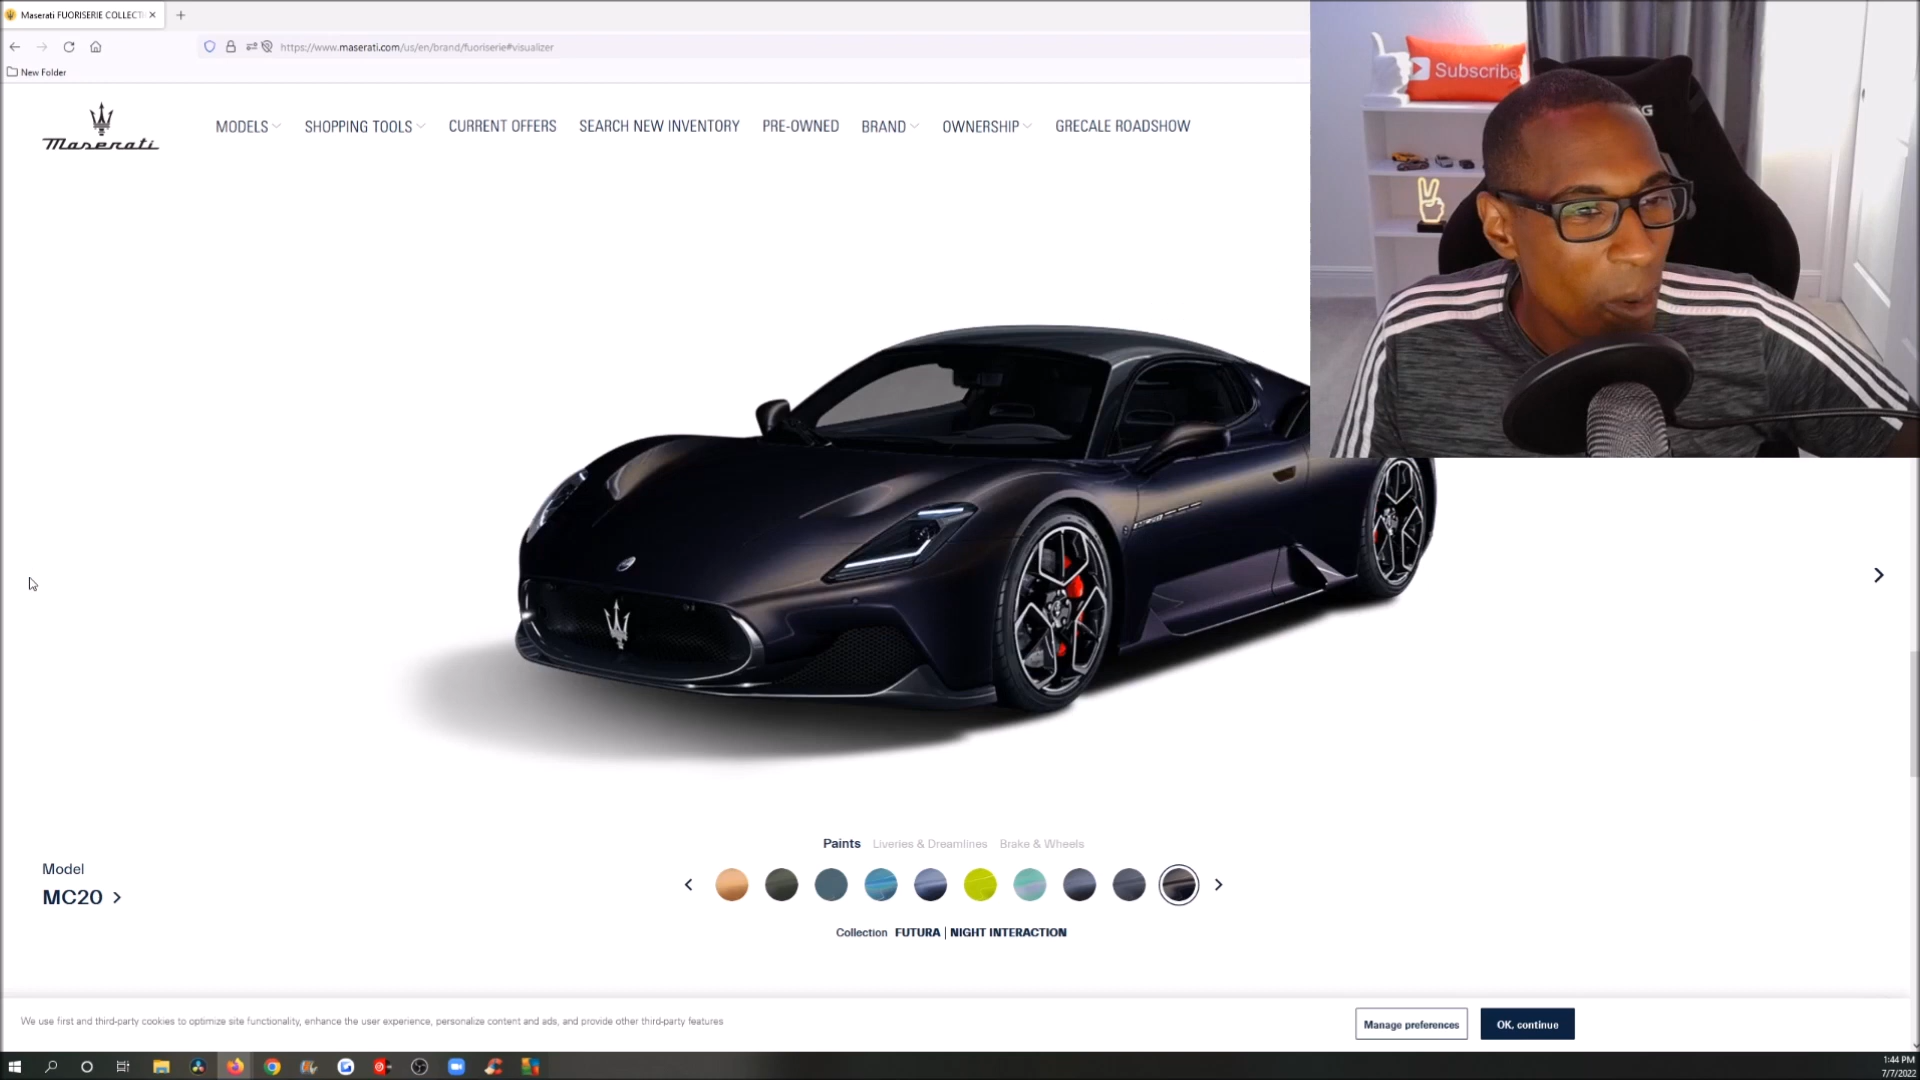 Maserati FUORISERIE COLLECTI
https://www.maserati.com/us/en/brand/fuoriserie#visualizer
New Folder
Maserati
MODELS SHOPPING TOOLS CURRENT OFFERS SEARCH NEW INVENTORY PRE-OWNED BRAND OWNERSHIP GRECALE ROADSHOW
Subscribe
G
Paints Liveries & Dreamlines Brake & Wheels
Model
MC20
Collection FUTURA | NIGHT INTERACTION
We use first and third-party cookies to optimize site functionality, enhance the user experience, personalize content and ads, and provide other third-party features
Manage preferences
OK, continue
1:44 PM
7/7/2022